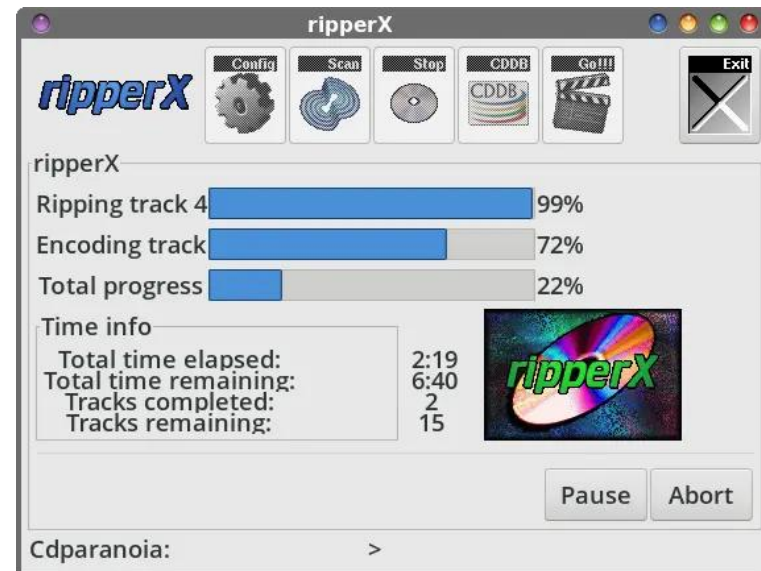 ripperX
ripperX
Config
Scan
Stop
CDDB
CDDB
Go!!!
Exit
ripperX
Ripping track 4 99%
Encoding track 72%
Total progress 22%
Time info
Total time elapsed: 2:19
Total time remaining: 6:40
Tracks completed: 2
Tracks remaining: 15
ripperX
Pause Abort
Cdparanoia: >